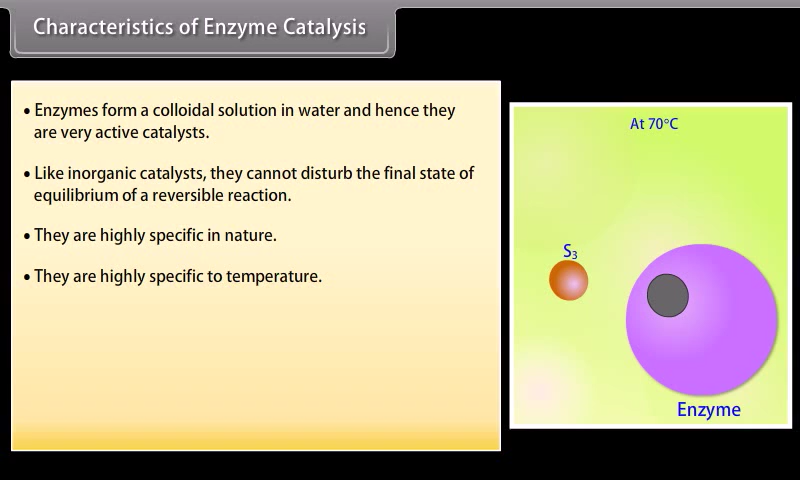 Characteristics of Enzyme Catalysis
• Enzymes form a colloidal solution in water and hence they
are very active catalysts.
• Like inorganic catalysts, they cannot disturb the final state of
equilibrium of a reversible reaction.
• They are highly specific in nature.
• They are highly specific to temperature.
At 70°C
S₃
Enzyme